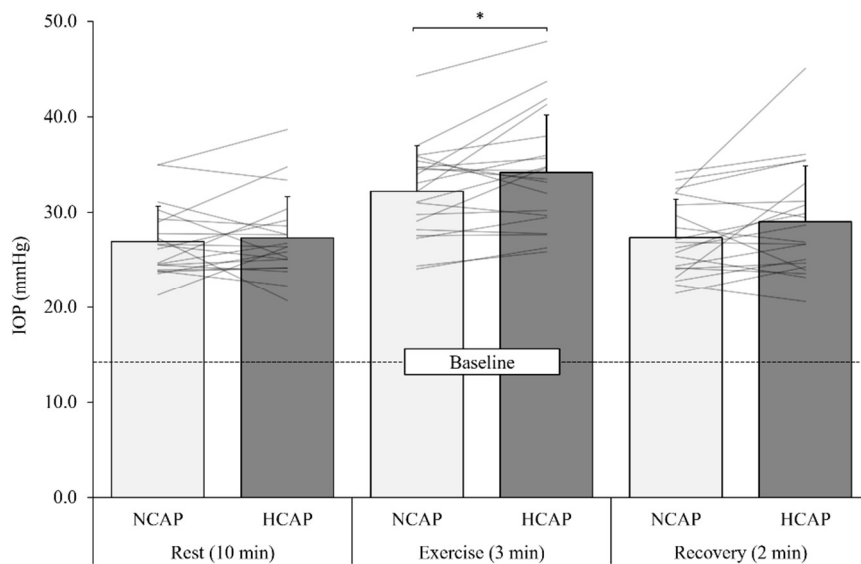 *
50.0
40.0
30.0
20.0
10.0
0.0
IOP (mmHg)
Baseline
NCAP HCAP NCAP HCAP NCAP HCAP
Rest (10 min) Exercise (3 min) Recovery (2 min)